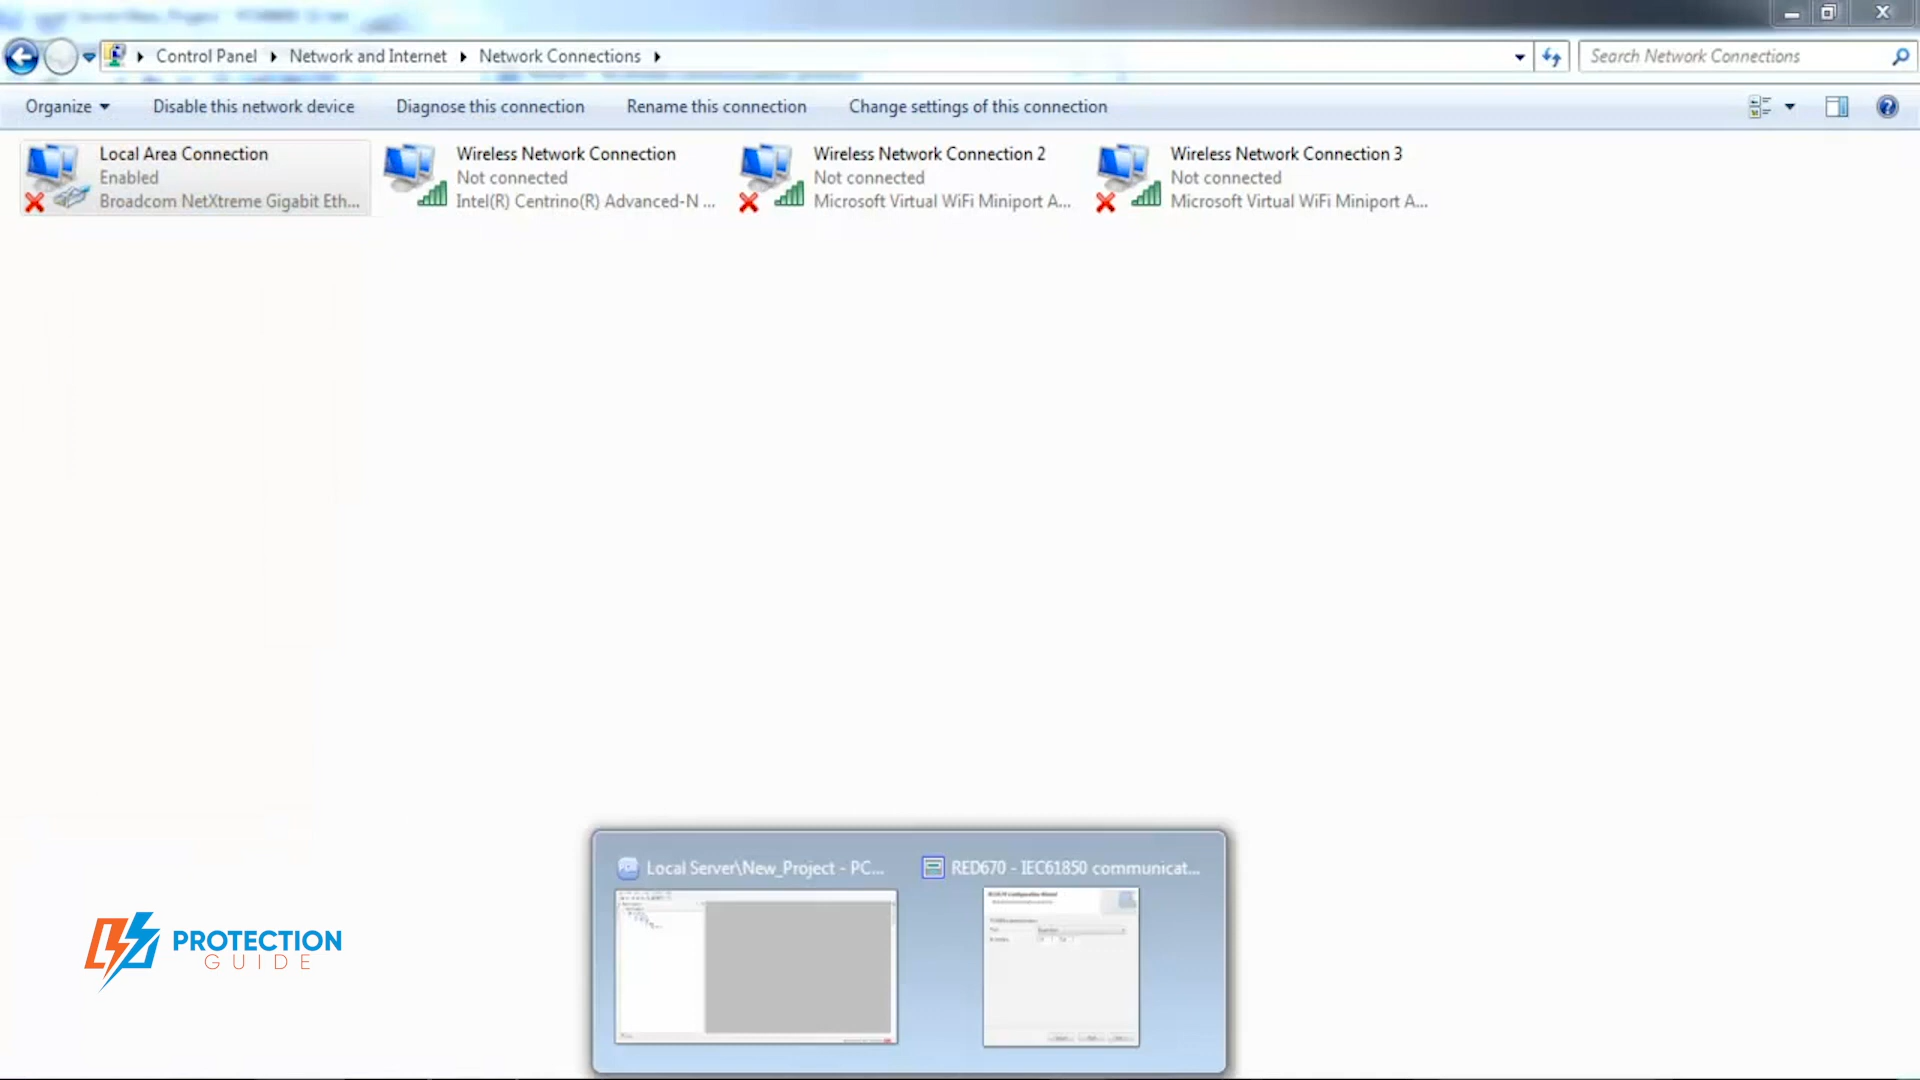 Control Panel Network and Internet Network Connections
Search Network Connections
Organize Disable this network device Diagnose this connection Rename this connection Change settings of this connection
Local Area Connection
Enabled
Broadcom NetXtreme Gigabit Eth...
Wireless Network Connection
Not connected
Intel(R) Centrino(R) Advanced-N ...
Wireless Network Connection 2
Not connected
Microsoft Virtual WiFi Miniport A...
Wireless Network Connection 3
Not connected
Microsoft Virtual WiFi Miniport A...
Local Server\New_Project - PC...
RED670 - IEC61850 communicat...
PROTECTION
GUIDE